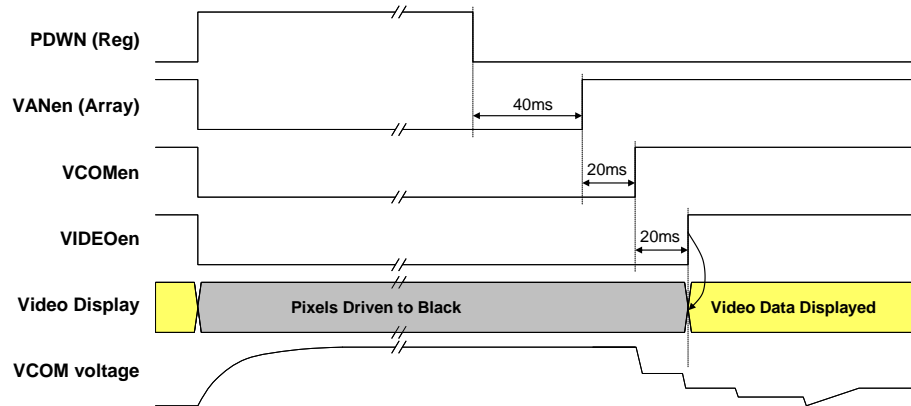 PDWN (Reg)
VANen (Array)
40ms
VCOMen
20ms
VIDEOen
20ms
Video Display
Pixels Driven to Black
Video Data Displayed
VCOM voltage